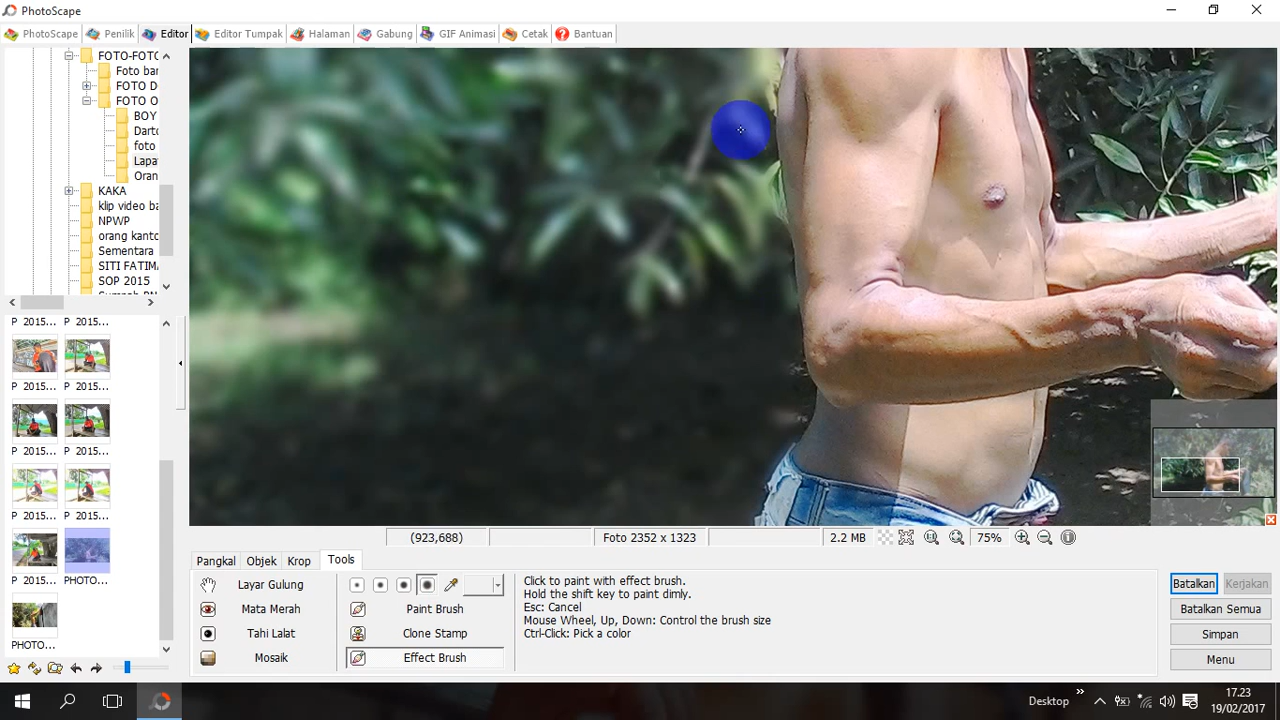 PhotoScape
PhotoScape Penilik Editor Editor Tumpak Halaman Gabung GIF Animasi Cetak Bantuan
FOTO-FOTO
Foto bar
FOTO D
FOTO O
BOY
Darto
foto
Lapa
Oran
KAKA
klip video ba
NPWP
orang kanto
Sementara
SITI FATIMA
SOP 2015
P 2015... P 2015...
P 2015... P 2015...
P 2015... P 2015...
P 2015... P 2015...
P 2015... PHOTO...
PHOTO...
(923,688) Foto 2352 x 1323 2.2 MB 75%
Pangkal Objek Krop Tools
Layar Gulung
Mata Merah Paint Brush
Tahi Lalat Clone Stamp
Mosaik Effect Brush
Click to paint with effect brush.
Hold the shift key to paint dimly.
Esc: Cancel
Mouse Wheel, Up, Down: Control the brush size
Ctrl-Click: Pick a color
Batalkan Kerjakan
Batalkan Semua
Simpan
Menu
Desktop 17.23
19/02/2017